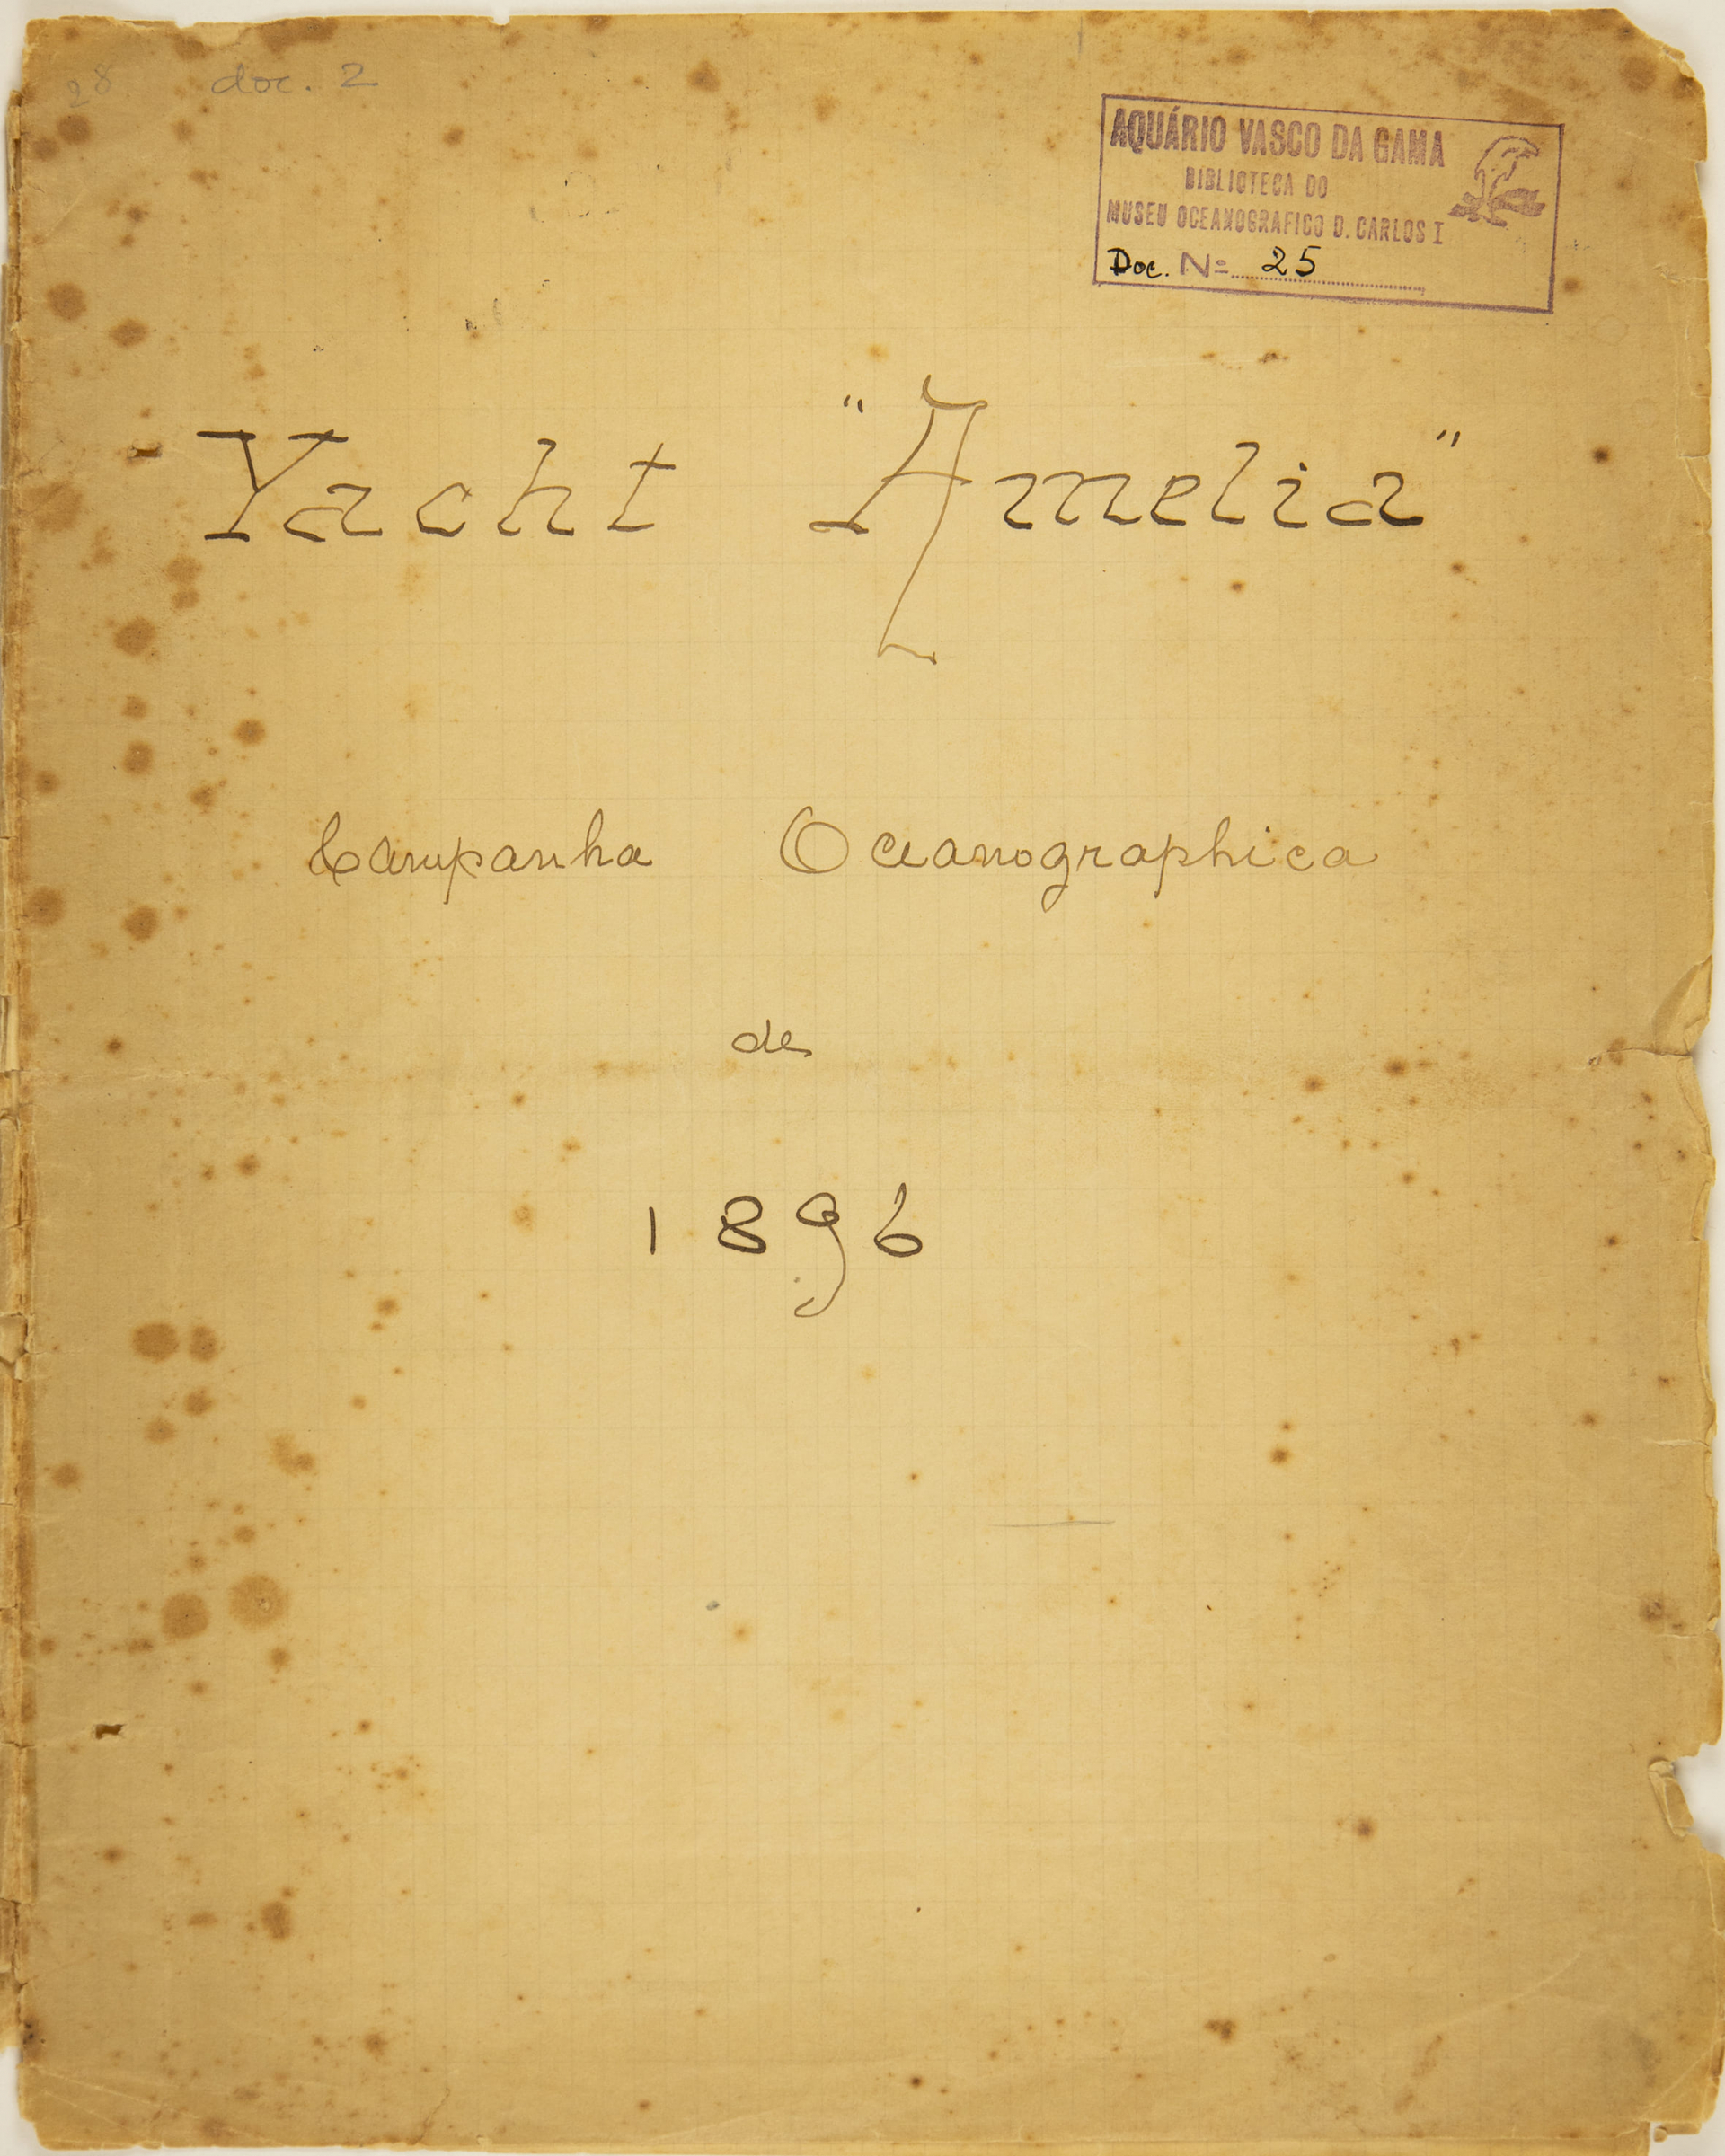 28 doc. 2
AQUÁRIO VASCO DA GAMA
BIBLIOTECA DO
MUSEU OCEANOGRAFICO D. CARLOS I
Doc. Nº 25
Yacht "Amelia"
Campanha Oceanographica
de
1896